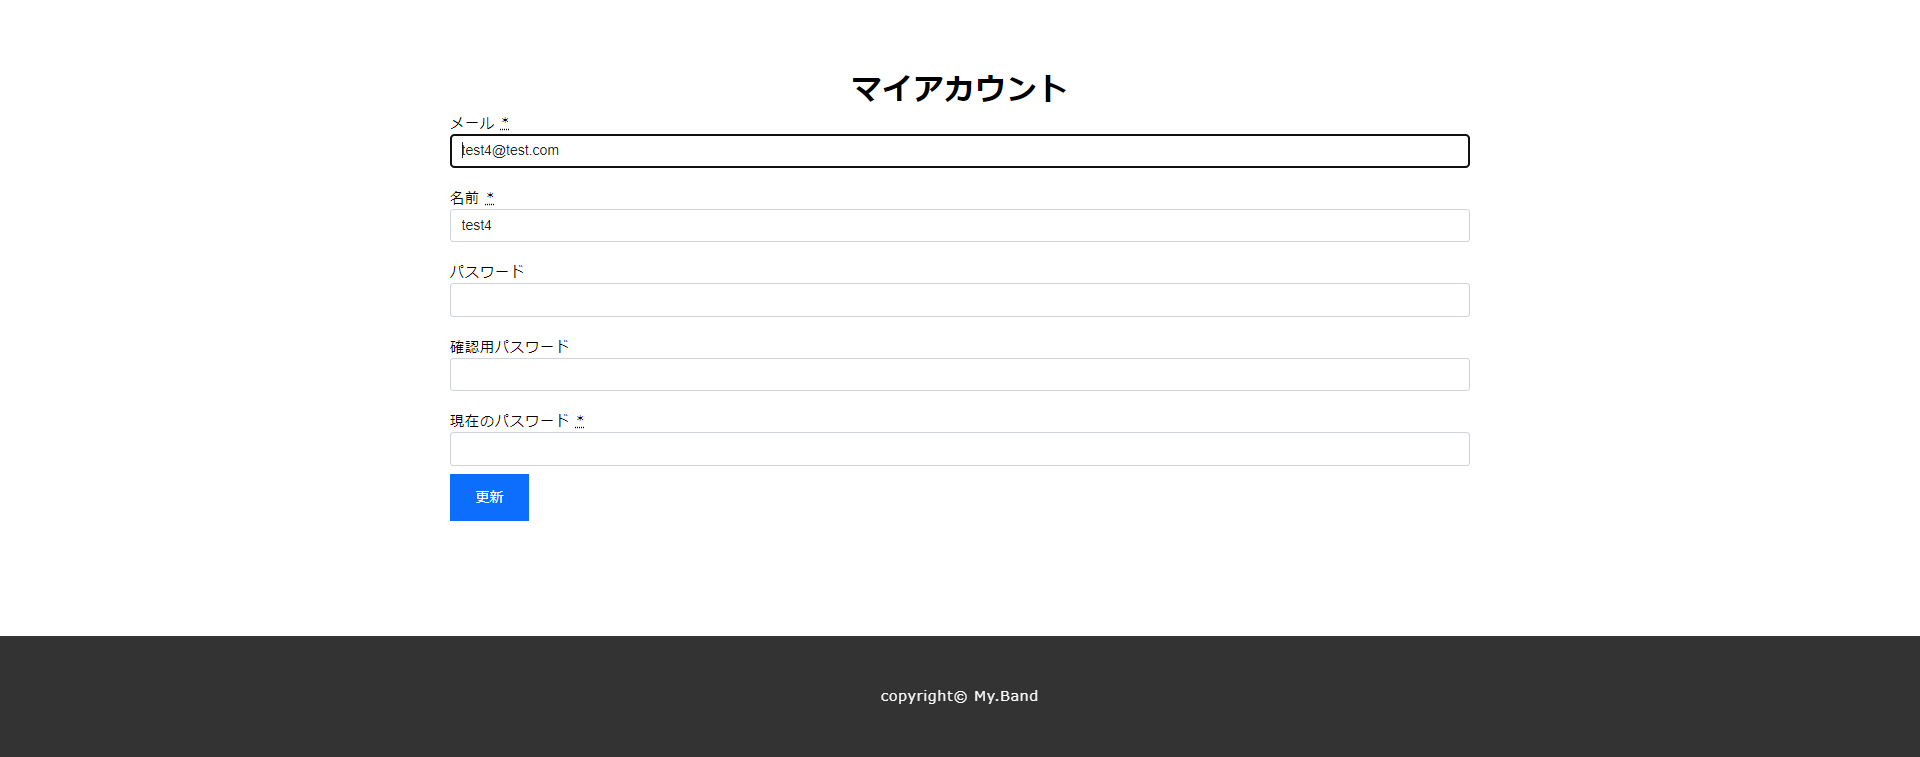 マイアカウント
メール *
test4@test.com
名前 *
test4
パスワード
確認用パスワード
現在のパスワード *
更新
copyright© My.Band